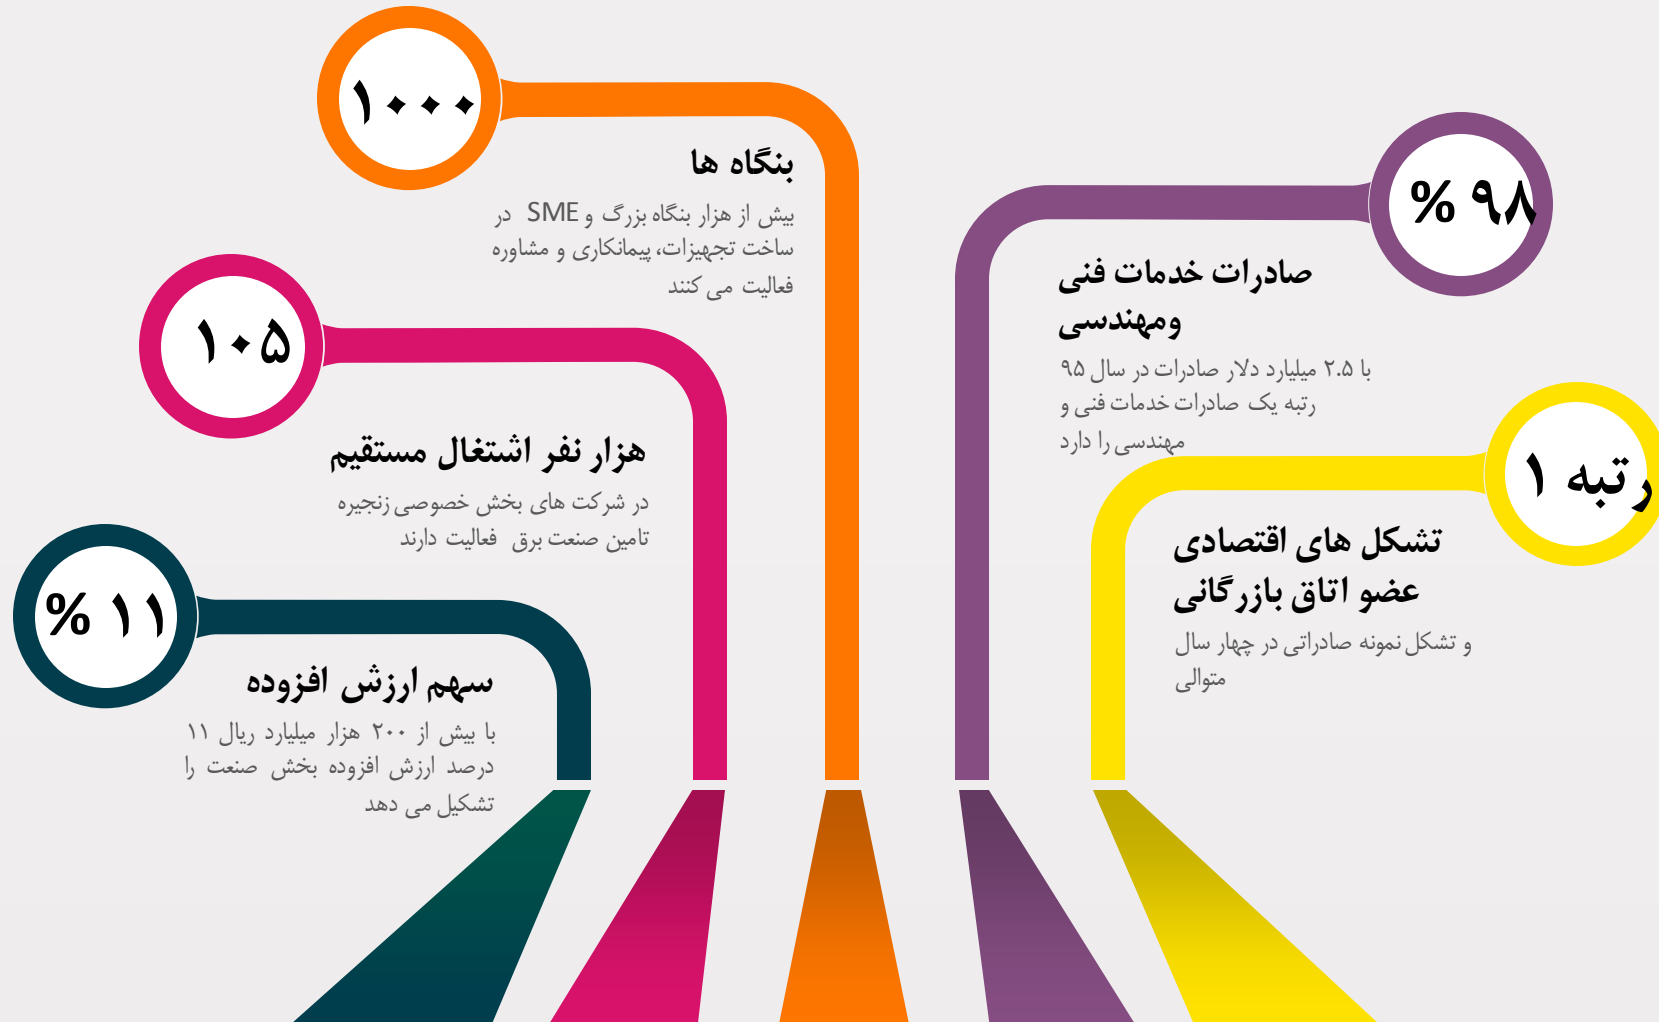 ۱۰۰۰
بنگاه ها
بیش از هزار بنگاه بزرگ و SME در
ساخت تجهیزات، پیمانکاری و مشاوره
فعالیت می کنند
۱۰۵
هزار نفر اشتغال مستقیم
در شرکت های بخش خصوصی زنجیره
تامین صنعت برق فعالیت دارند
% ۱۱
سهم ارزش افزوده
با بیش از ۲۰۰ هزار میلیارد ریال ۱۱
درصد ارزش افزوده بخش صنعت را
تشکیل می دهد
% ۹۸
صادرات خدمات فنی
ومهندسی
با ۲.۵ میلیارد دلار صادرات در سال ۹۵
رتبه یک صادرات خدمات فنی و
مهندسی را دارد
رتبه ۱
تشکل های اقتصادی
عضو اتاق بازرگانی
و تشکل نمونه صادراتی در چهار سال
متوالی